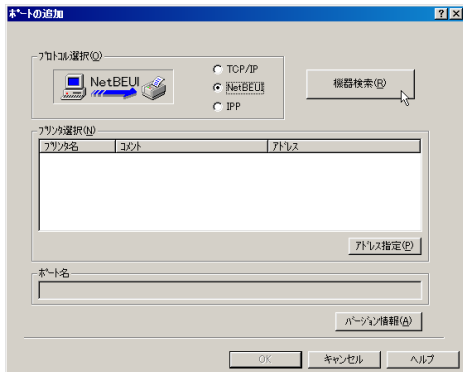 ポートの追加
プロトコル選択(O)
NetBEUI
TCP/IP
NetBEUI
IPP
機器検索(R)
プリンタ選択(N)
プリンタ名 コメント アドレス
アドレス指定(P)
ポート名
バージョン情報(A)
OK キャンセル ヘルプ